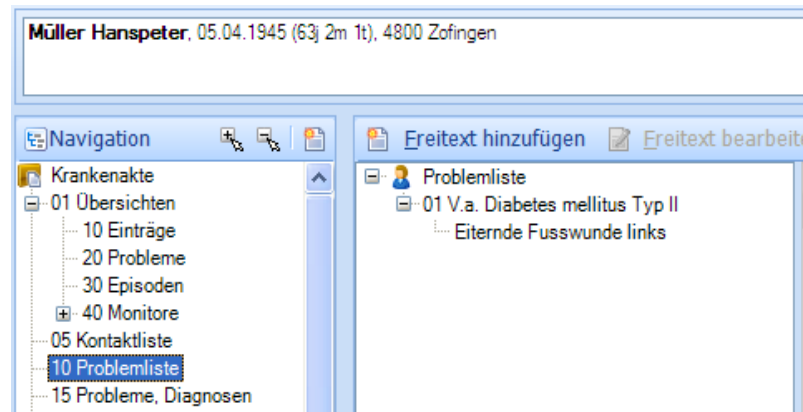 Müller Hanspeter, 05.04.1945 (63j 2m 1t), 4800 Zofingen
Navigation
Krankenakte
01 Übersichten
10 Einträge
20 Probleme
30 Episoden
40 Monitore
05 Kontaktliste
10 Problemliste
15 Probleme, Diagnosen
Freitext hinzufügen Freitext bearbeite
Problemliste
01 V.a. Diabetes mellitus Typ II
Eiternde Fusswunde links